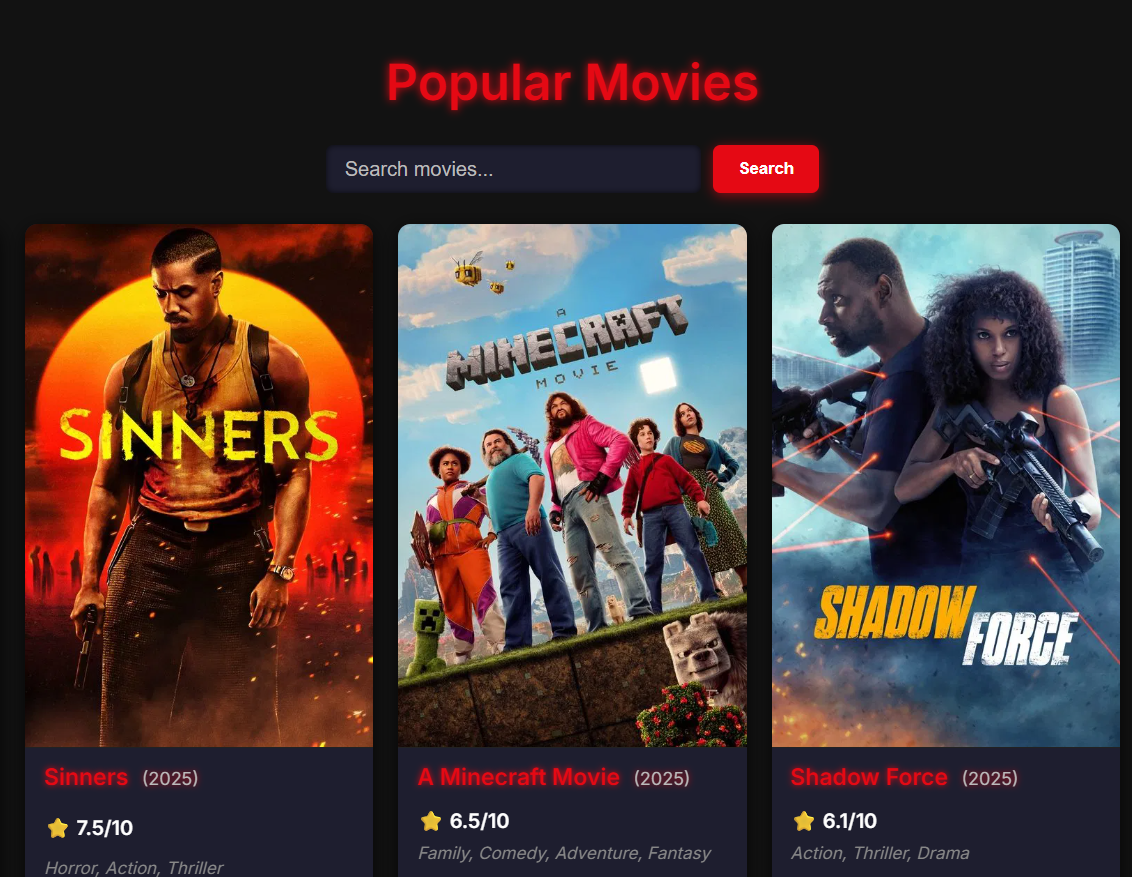 Popular Movies
Search movies...
Search
SINNERS
A
MINECRAFT
MOVIE
SHADOW
FORCE
Sinners (2025)
7.5/10
Horror, Action, Thriller
A Minecraft Movie (2025)
6.5/10
Family, Comedy, Adventure, Fantasy
Shadow Force (2025)
6.1/10
Action, Thriller, Drama